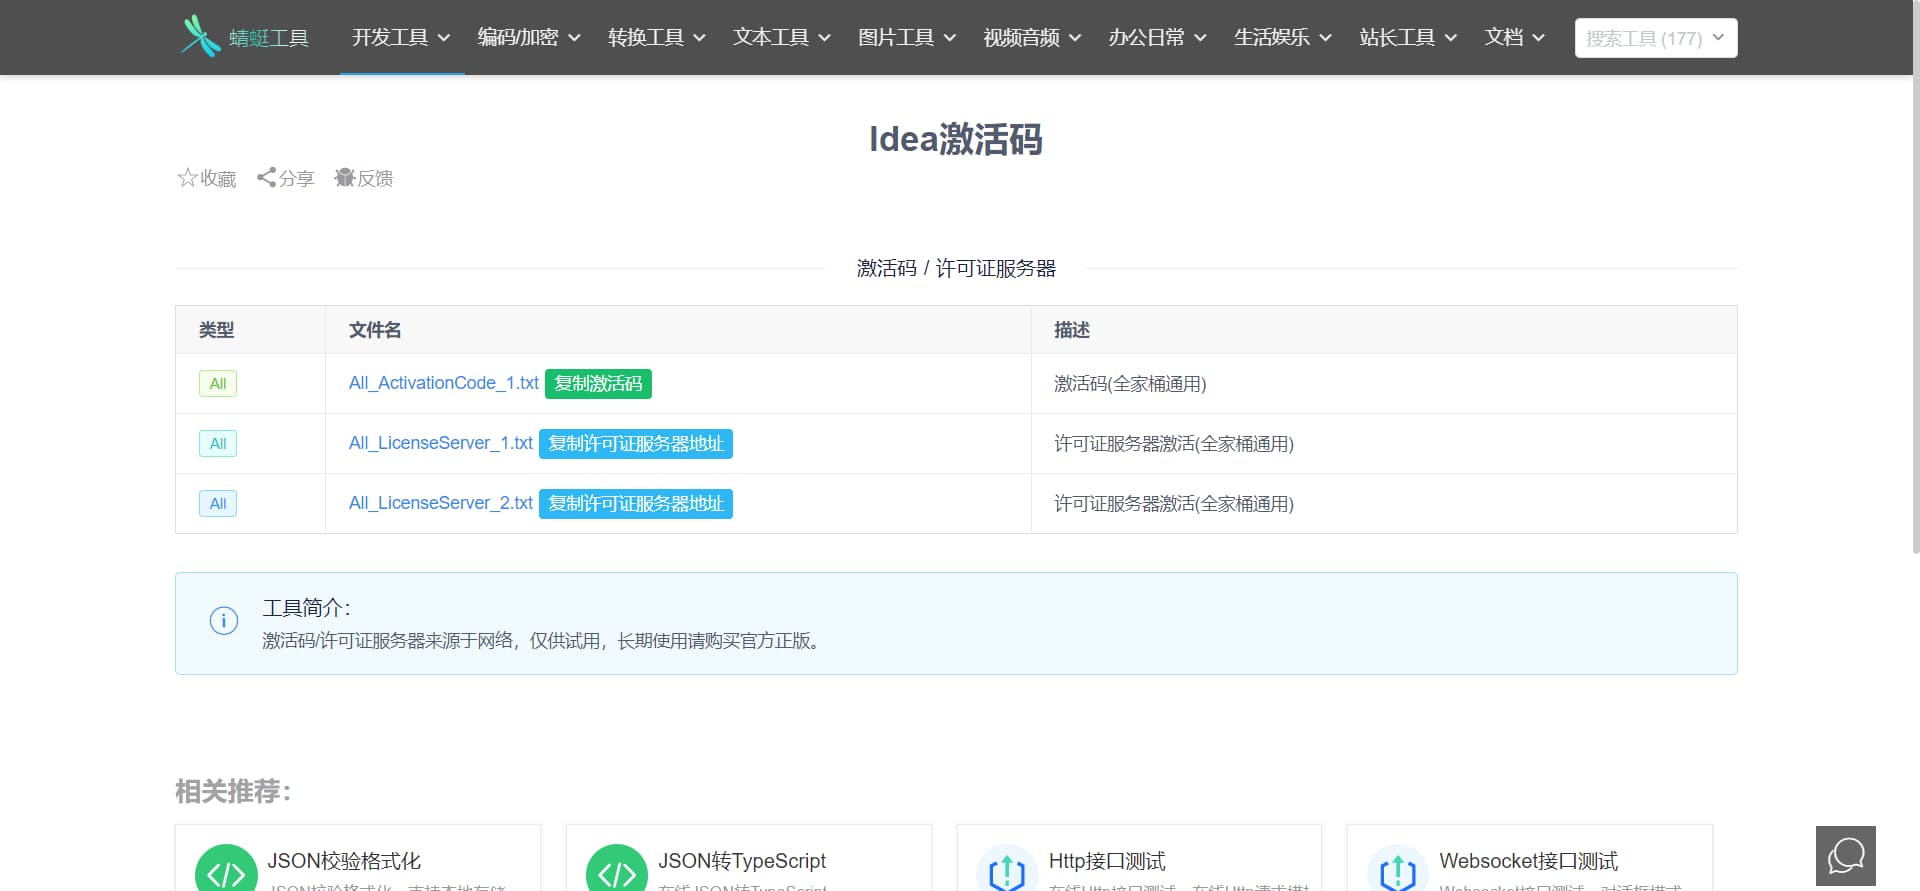 蜻蜓工具 开发工具 编码/加密 转换工具 文本工具 图片工具 视频音频 办公日常 生活娱乐 站长工具 文档 搜索工具 (177)
Idea激活码
收藏 分享 反馈
激活码 / 许可证服务器
类型 文件名 描述
All All_ActivationCode_1.txt 复制激活码 激活码(全家桶通用)
All All_LicenseServer_1.txt 复制许可证服务器地址 许可证服务器激活(全家桶通用)
All All_LicenseServer_2.txt 复制许可证服务器地址 许可证服务器激活(全家桶通用)
工具简介：
激活码/许可证服务器来源于网络，仅供试用，长期使用请购买官方正版。
相关推荐：
JSON校验格式化 JSON转TypeScript Http接口测试 Websocket接口测试